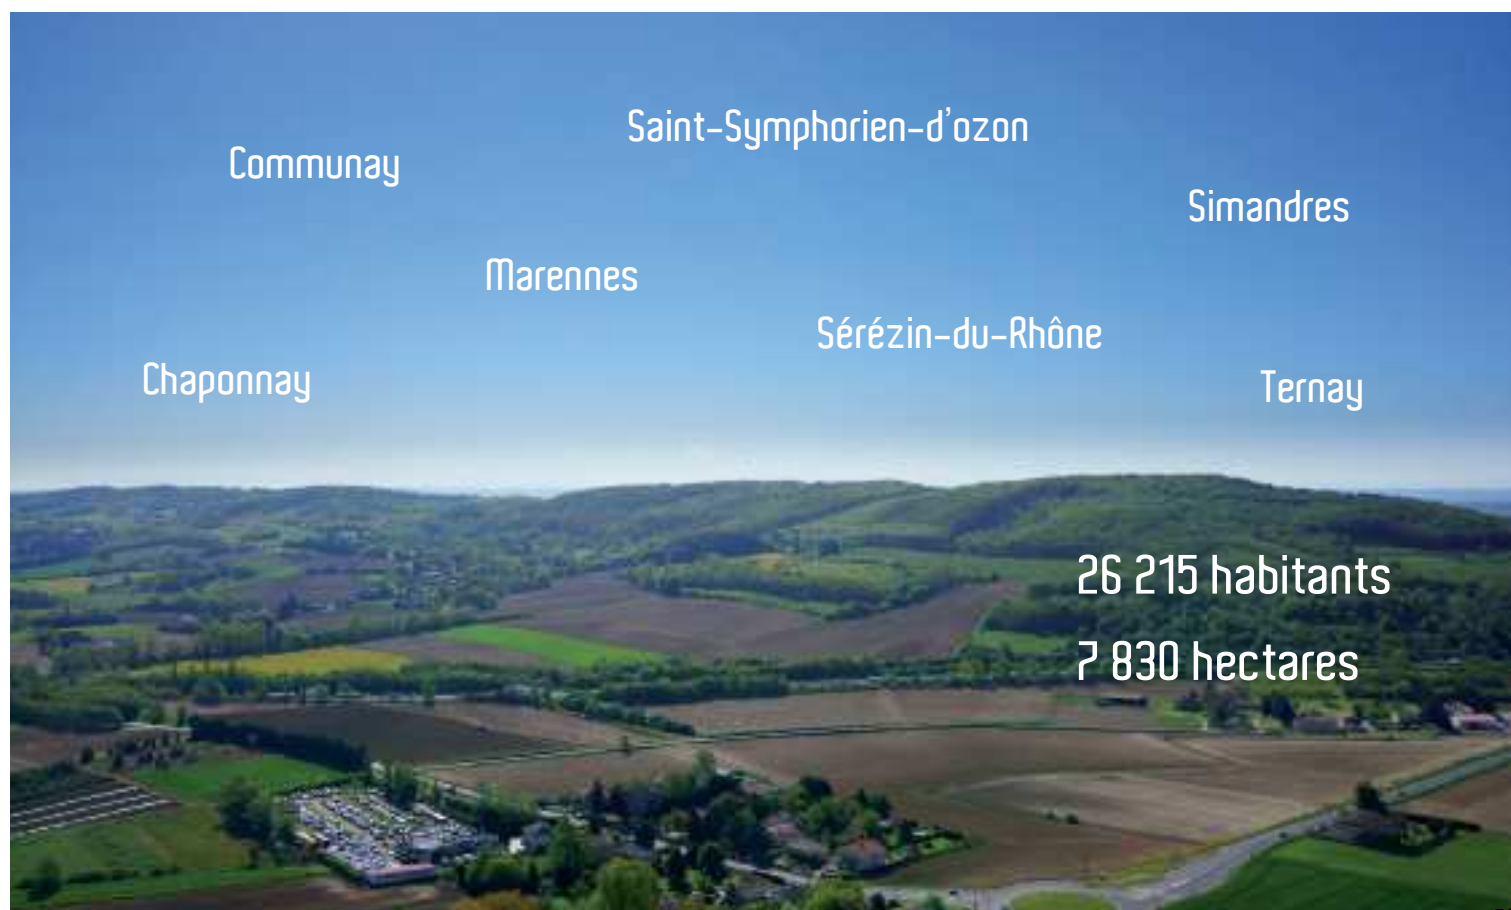 Saint-Symphorien-d'ozon
Communay
Simandres
Marennes
Sérézin-du-Rhône
Chaponnay
Ternay
26 215 habitants
7 830 hectares